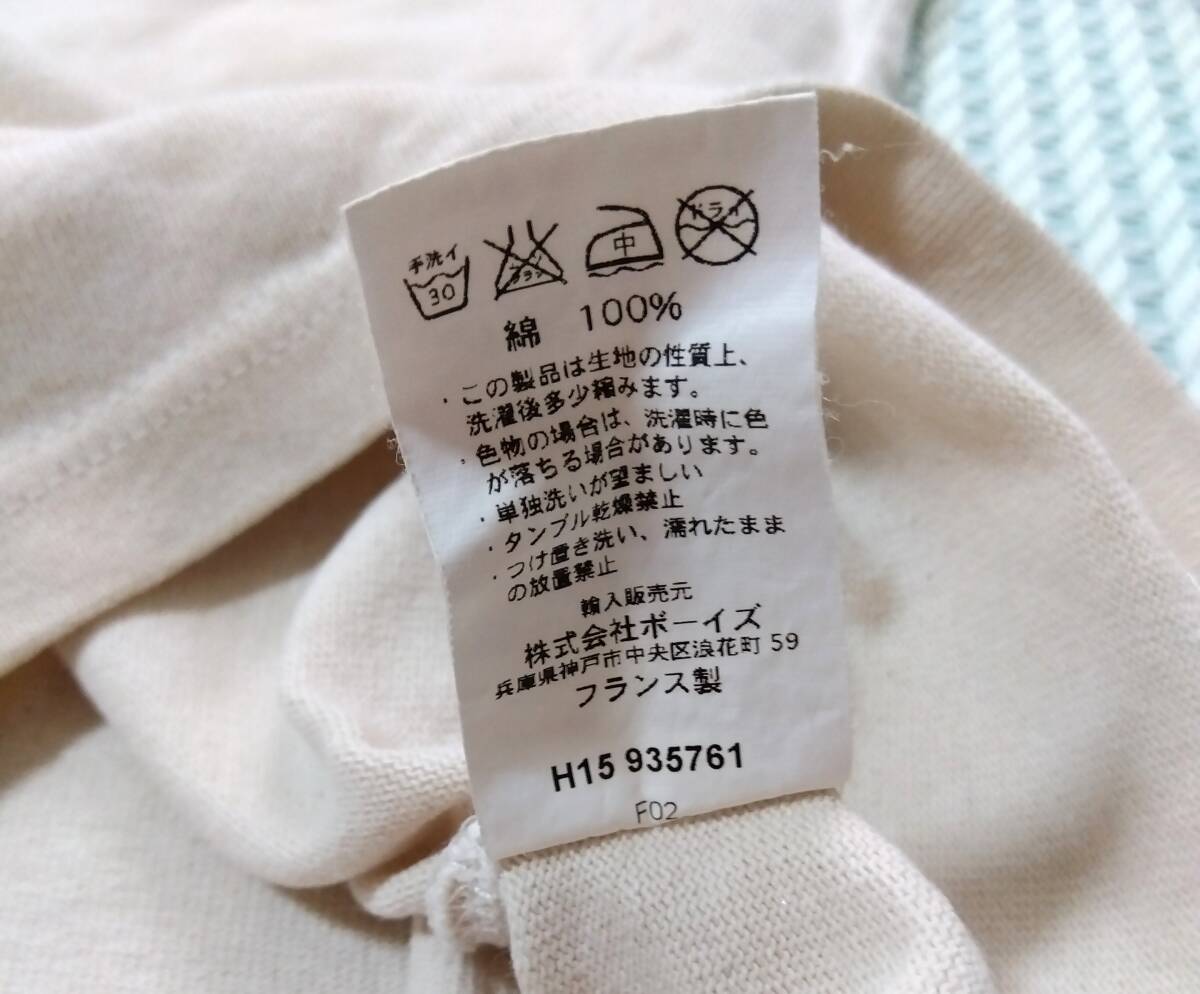 手洗イ
30
中
ドライ
綿 100%
・この製品は生地の性質上、
洗濯後多少縮みます。
・色物の場合は、洗濯時に色
が落ちる場合があります。
・単独洗いが望ましい
・タンブル乾燥禁止
・つけ置き洗い、濡れたまま
の放置禁止
輸入販売元
株式会社ボーイズ
兵庫県神戸市中央区浪花町 59
フランス製
H15 935761
F02